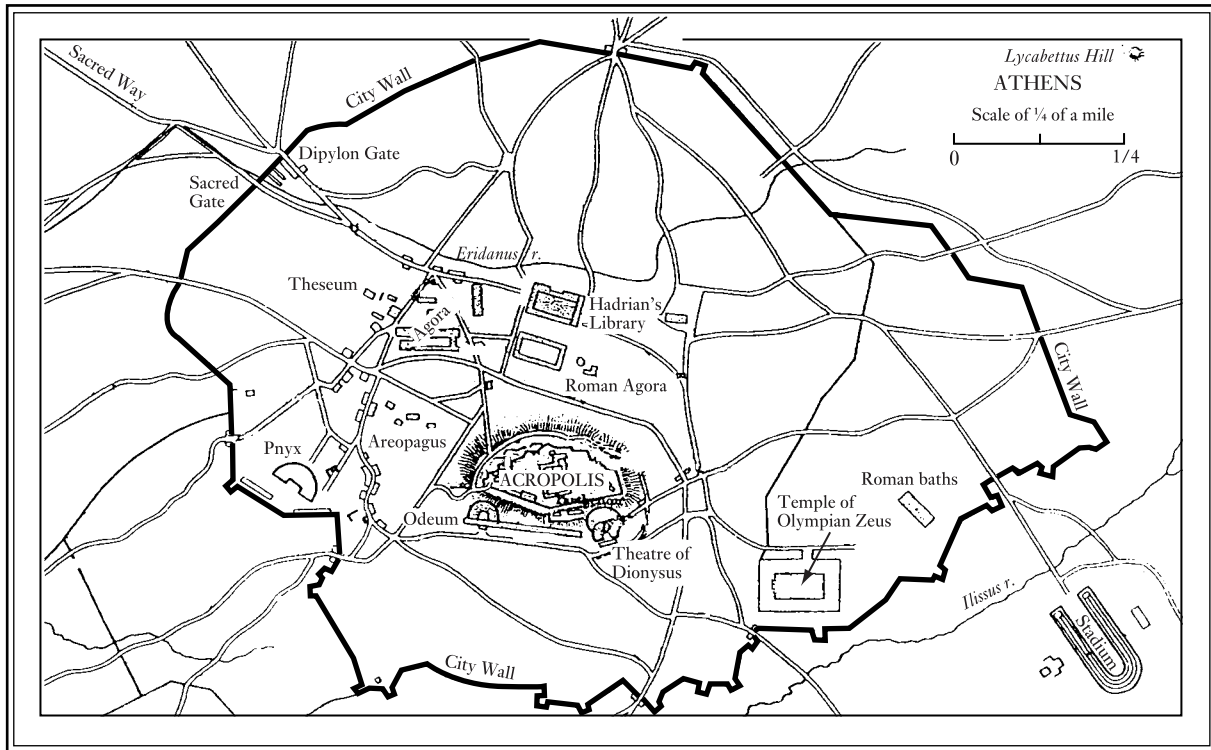 Lycabettus Hill
ATHENS
Scale of ¼ of a mile
0
1/4
Sacred Way
City Wall
Dipylon Gate
Sacred
Gate
Eridanus r.
Theseum
Agora
Hadrian's
Library
City Wall
Roman Agora
Areopagus
Pnyx
ACROPOLIS
Roman baths
Temple of
Olympian Zeus
Odeum
Theatre of
Dionysus
Ilissus r.
Stadium
City Wall